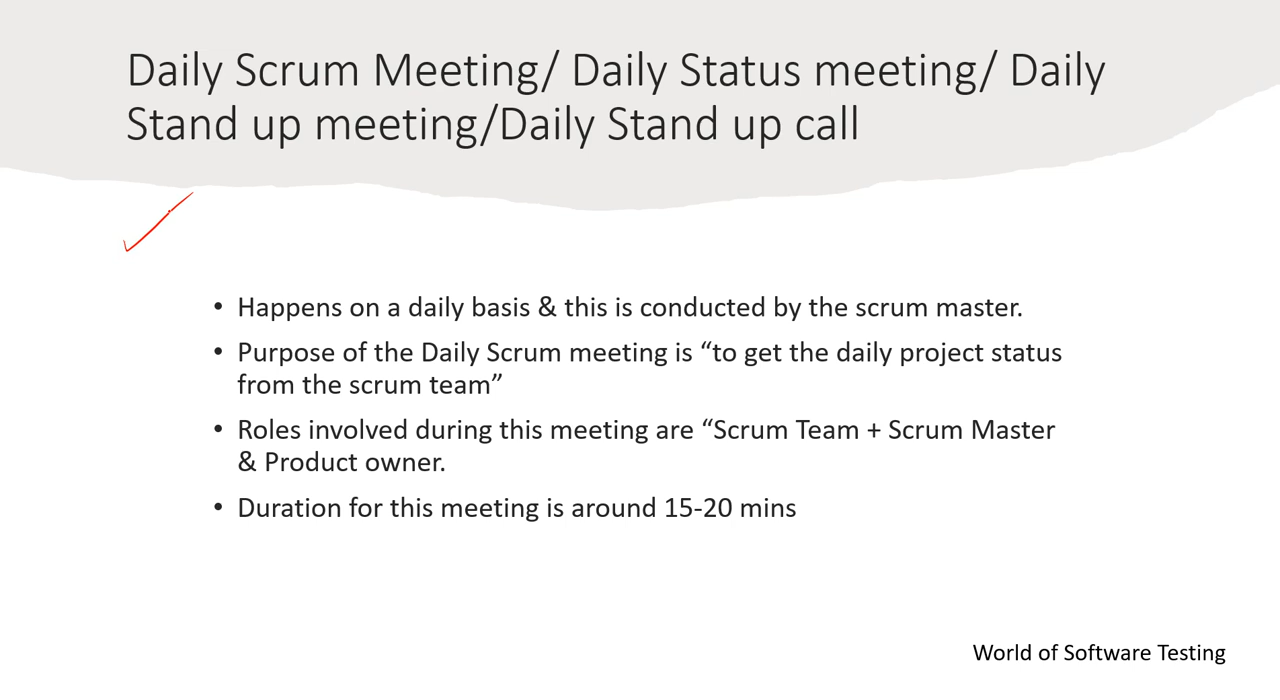 Daily Scrum Meeting/ Daily Status meeting/ Daily
Stand up meeting/Daily Stand up call
• Happens on a daily basis & this is conducted by the scrum master.
• Purpose of the Daily Scrum meeting is “to get the daily project status
from the scrum team”
• Roles involved during this meeting are “Scrum Team + Scrum Master
& Product owner.
• Duration for this meeting is around 15-20 mins
World of Software Testing